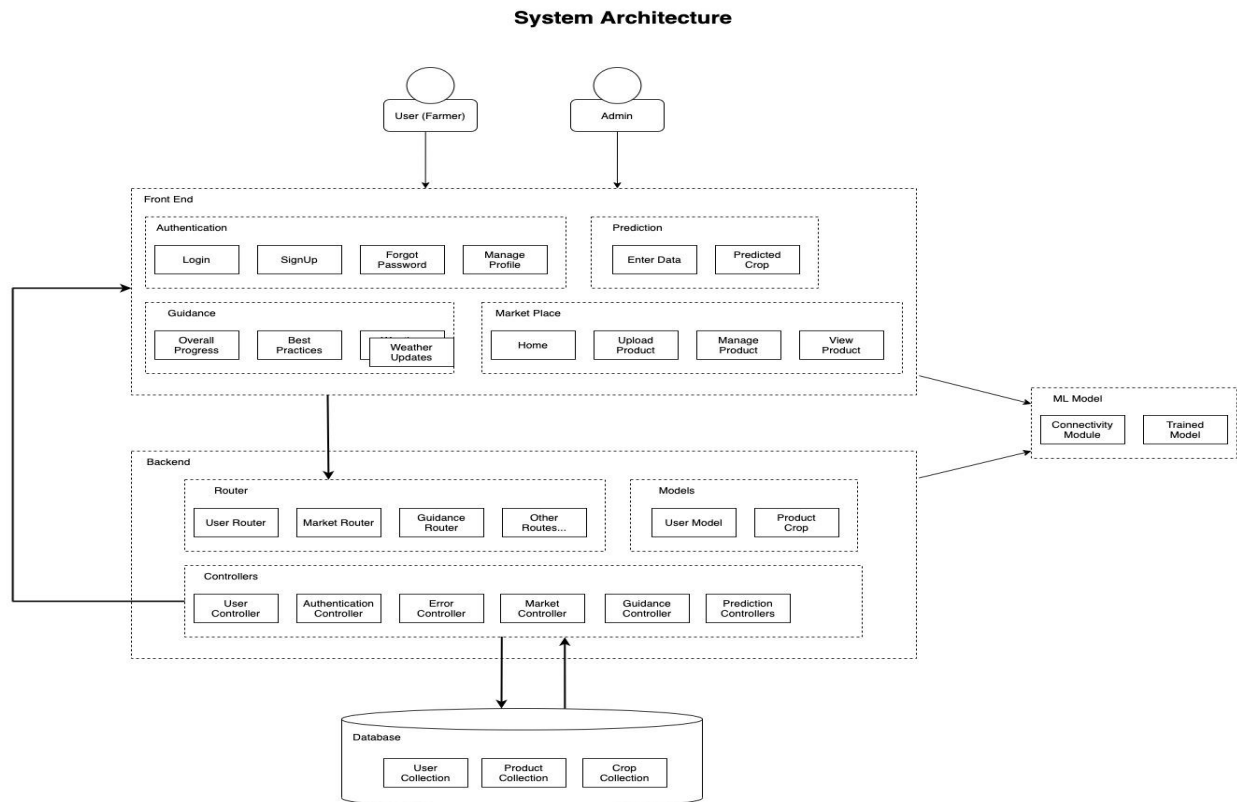 System Architecture
User (Farmer)
Admin
Front End
Authentication
Login
SignUp
Forgot
Password
Manage
Profile
Prediction
Enter Data
Predicted
Crop
Guidance
Overall
Progress
Best
Practices
Weather
Updates
Market Place
Home
Upload
Product
Manage
Product
View
Product
ML Model
Connectivity
Module
Trained
Model
Backend
Router
User Router
Market Router
Guidance
Router
Other
Routes...
Models
User Model
Product
Crop
Controllers
User
Controller
Authentication
Controller
Error
Controller
Market
Controller
Guidance
Controller
Prediction
Controllers
Database
User
Collection
Product
Collection
Crop
Collection